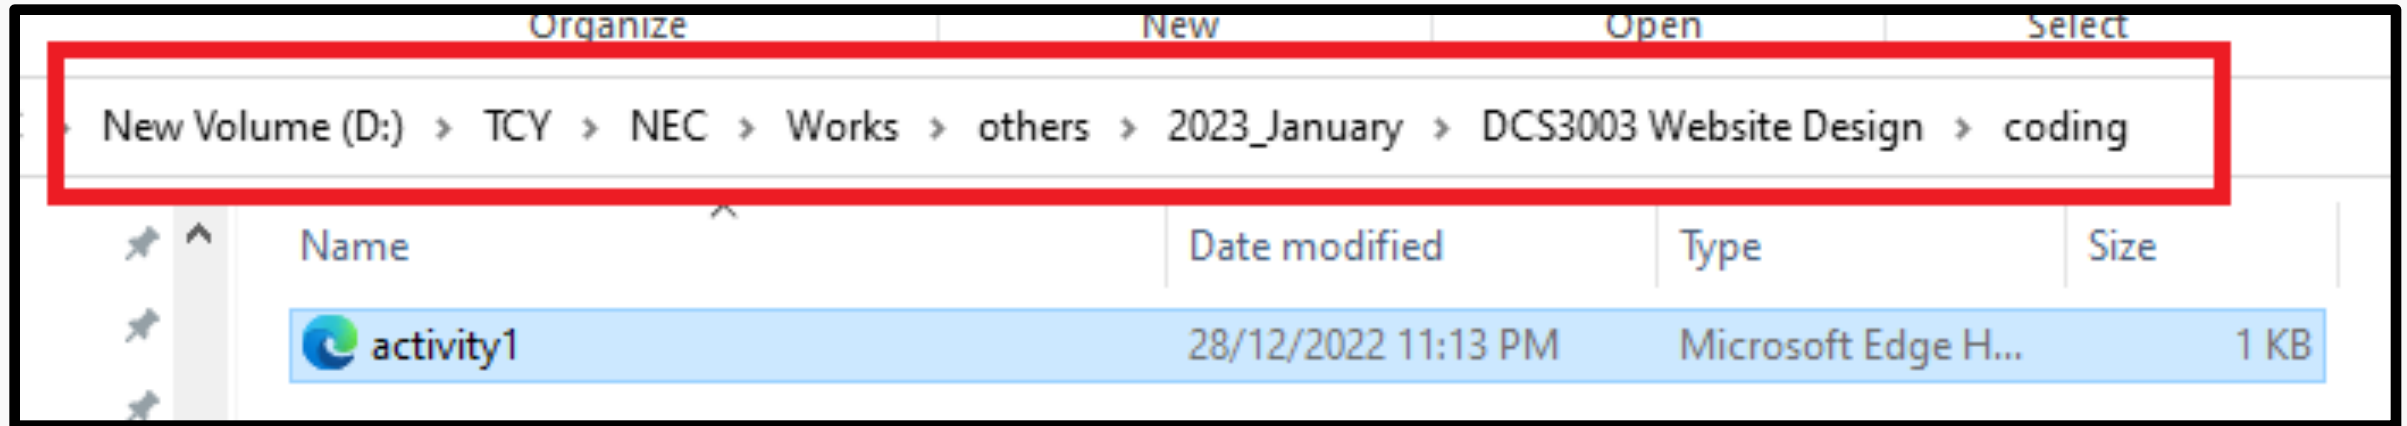 Organize New Open Select
New Volume (D:) > TCY > NEC > Works > others > 2023_January > DCS3003 Website Design > coding
Name Date modified Type Size
activity1 28/12/2022 11:13 PM Microsoft Edge H... 1 KB